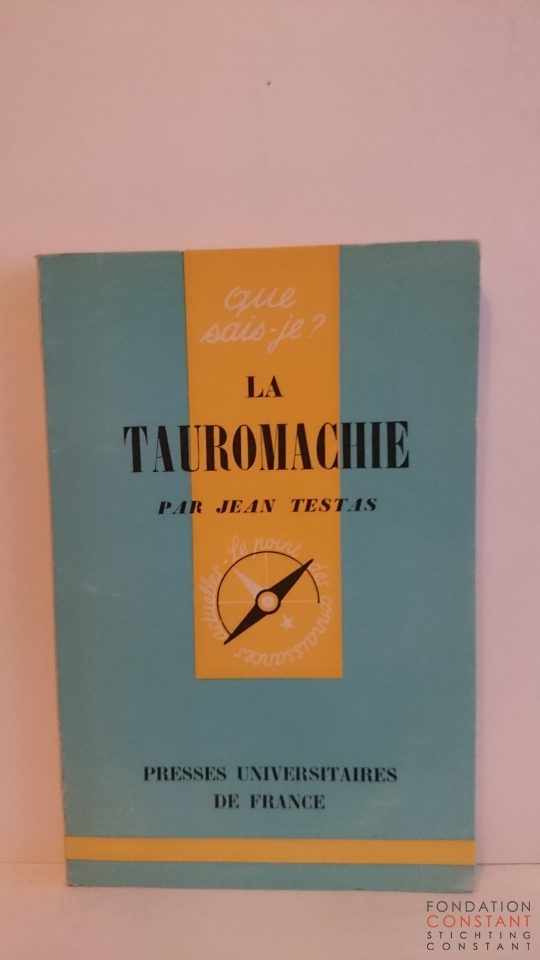 que
sais-je?
LA
TAUROMACHIE
PAR JEAN TESTAS
Le point des connaissances actuelles
PRESSES UNIVERSITAIRES
DE FRANCE
FONDATION
CONSTANT
STICHTING
CONSTANT